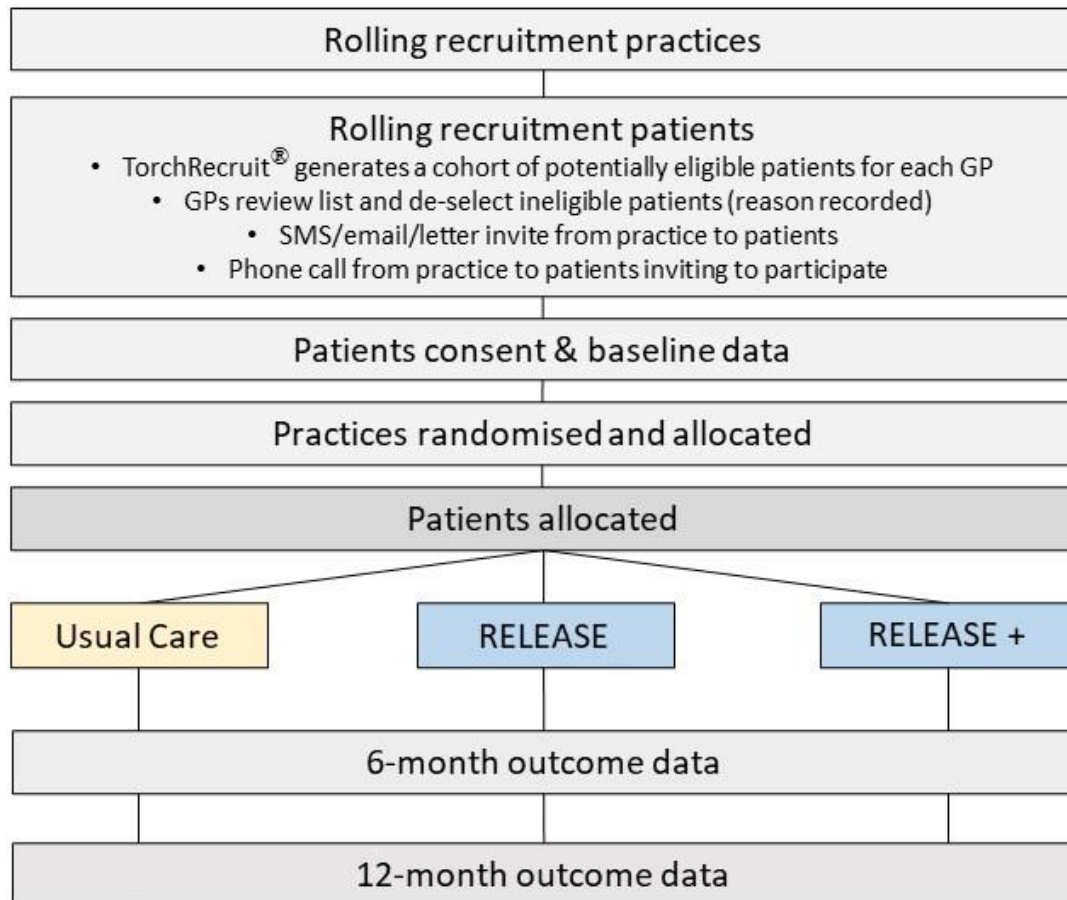 Rolling recruitment practices
Rolling recruitment patients
• TorchRecruit® generates a cohort of potentially eligible patients for each GP
• GPs review list and de-select ineligible patients (reason recorded)
• SMS/email/letter invite from practice to patients
• Phone call from practice to patients inviting to participate
Patients consent & baseline data
Practices randomised and allocated
Patients allocated
Usual Care
RELEASE
RELEASE +
6-month outcome data
12-month outcome data